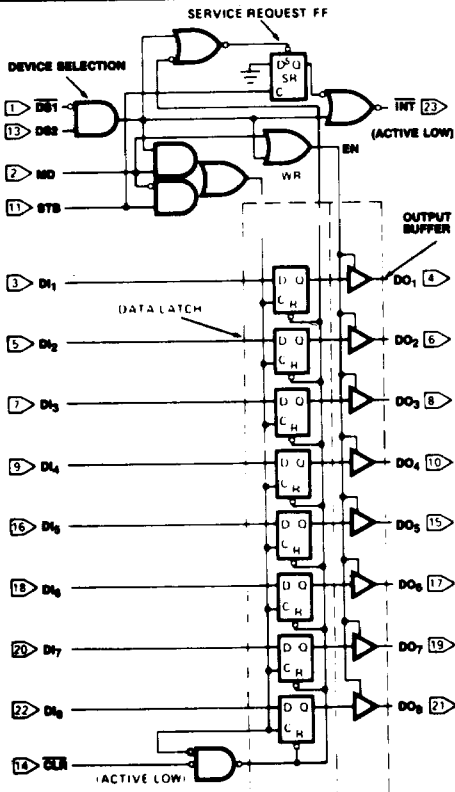 SERVICE REQUEST FF
DEVICE SELECTION
D S Q
SR
C
1 DS1
13 DS2
INT 23
(ACTIVE LOW)
2 MD
EN
WR
11 STB
OUTPUT
BUFFER
3 DI1
D Q
C R
DO1 4
DATA LATCH
5 DI2
D Q
C R
DO2 6
7 DI3
D Q
C R
DO3 8
9 DI4
D Q
C R
DO4 10
16 DI5
D Q
C R
DO5 15
18 DI6
D Q
C R
DO6 17
20 DI7
D Q
C R
DO7 19
22 DI8
D Q
C R
DO8 21
14 CLR
(ACTIVE LOW)